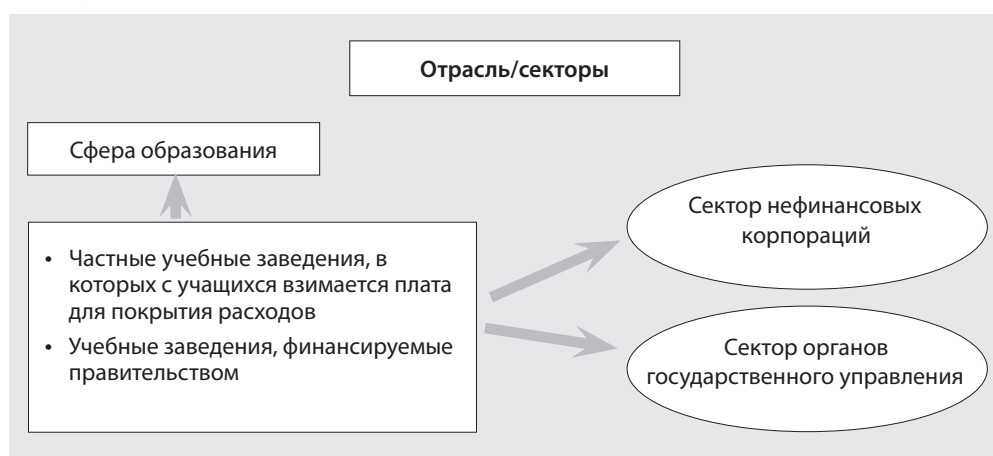 Отрасль/секторы
Сфера образования
• Частные учебные заведения, в
которых с учащихся взимается плата
для покрытия расходов
• Учебные заведения, финансируемые
правительством
Сектор нефинансовых
корпораций
Сектор органов
государственного управления